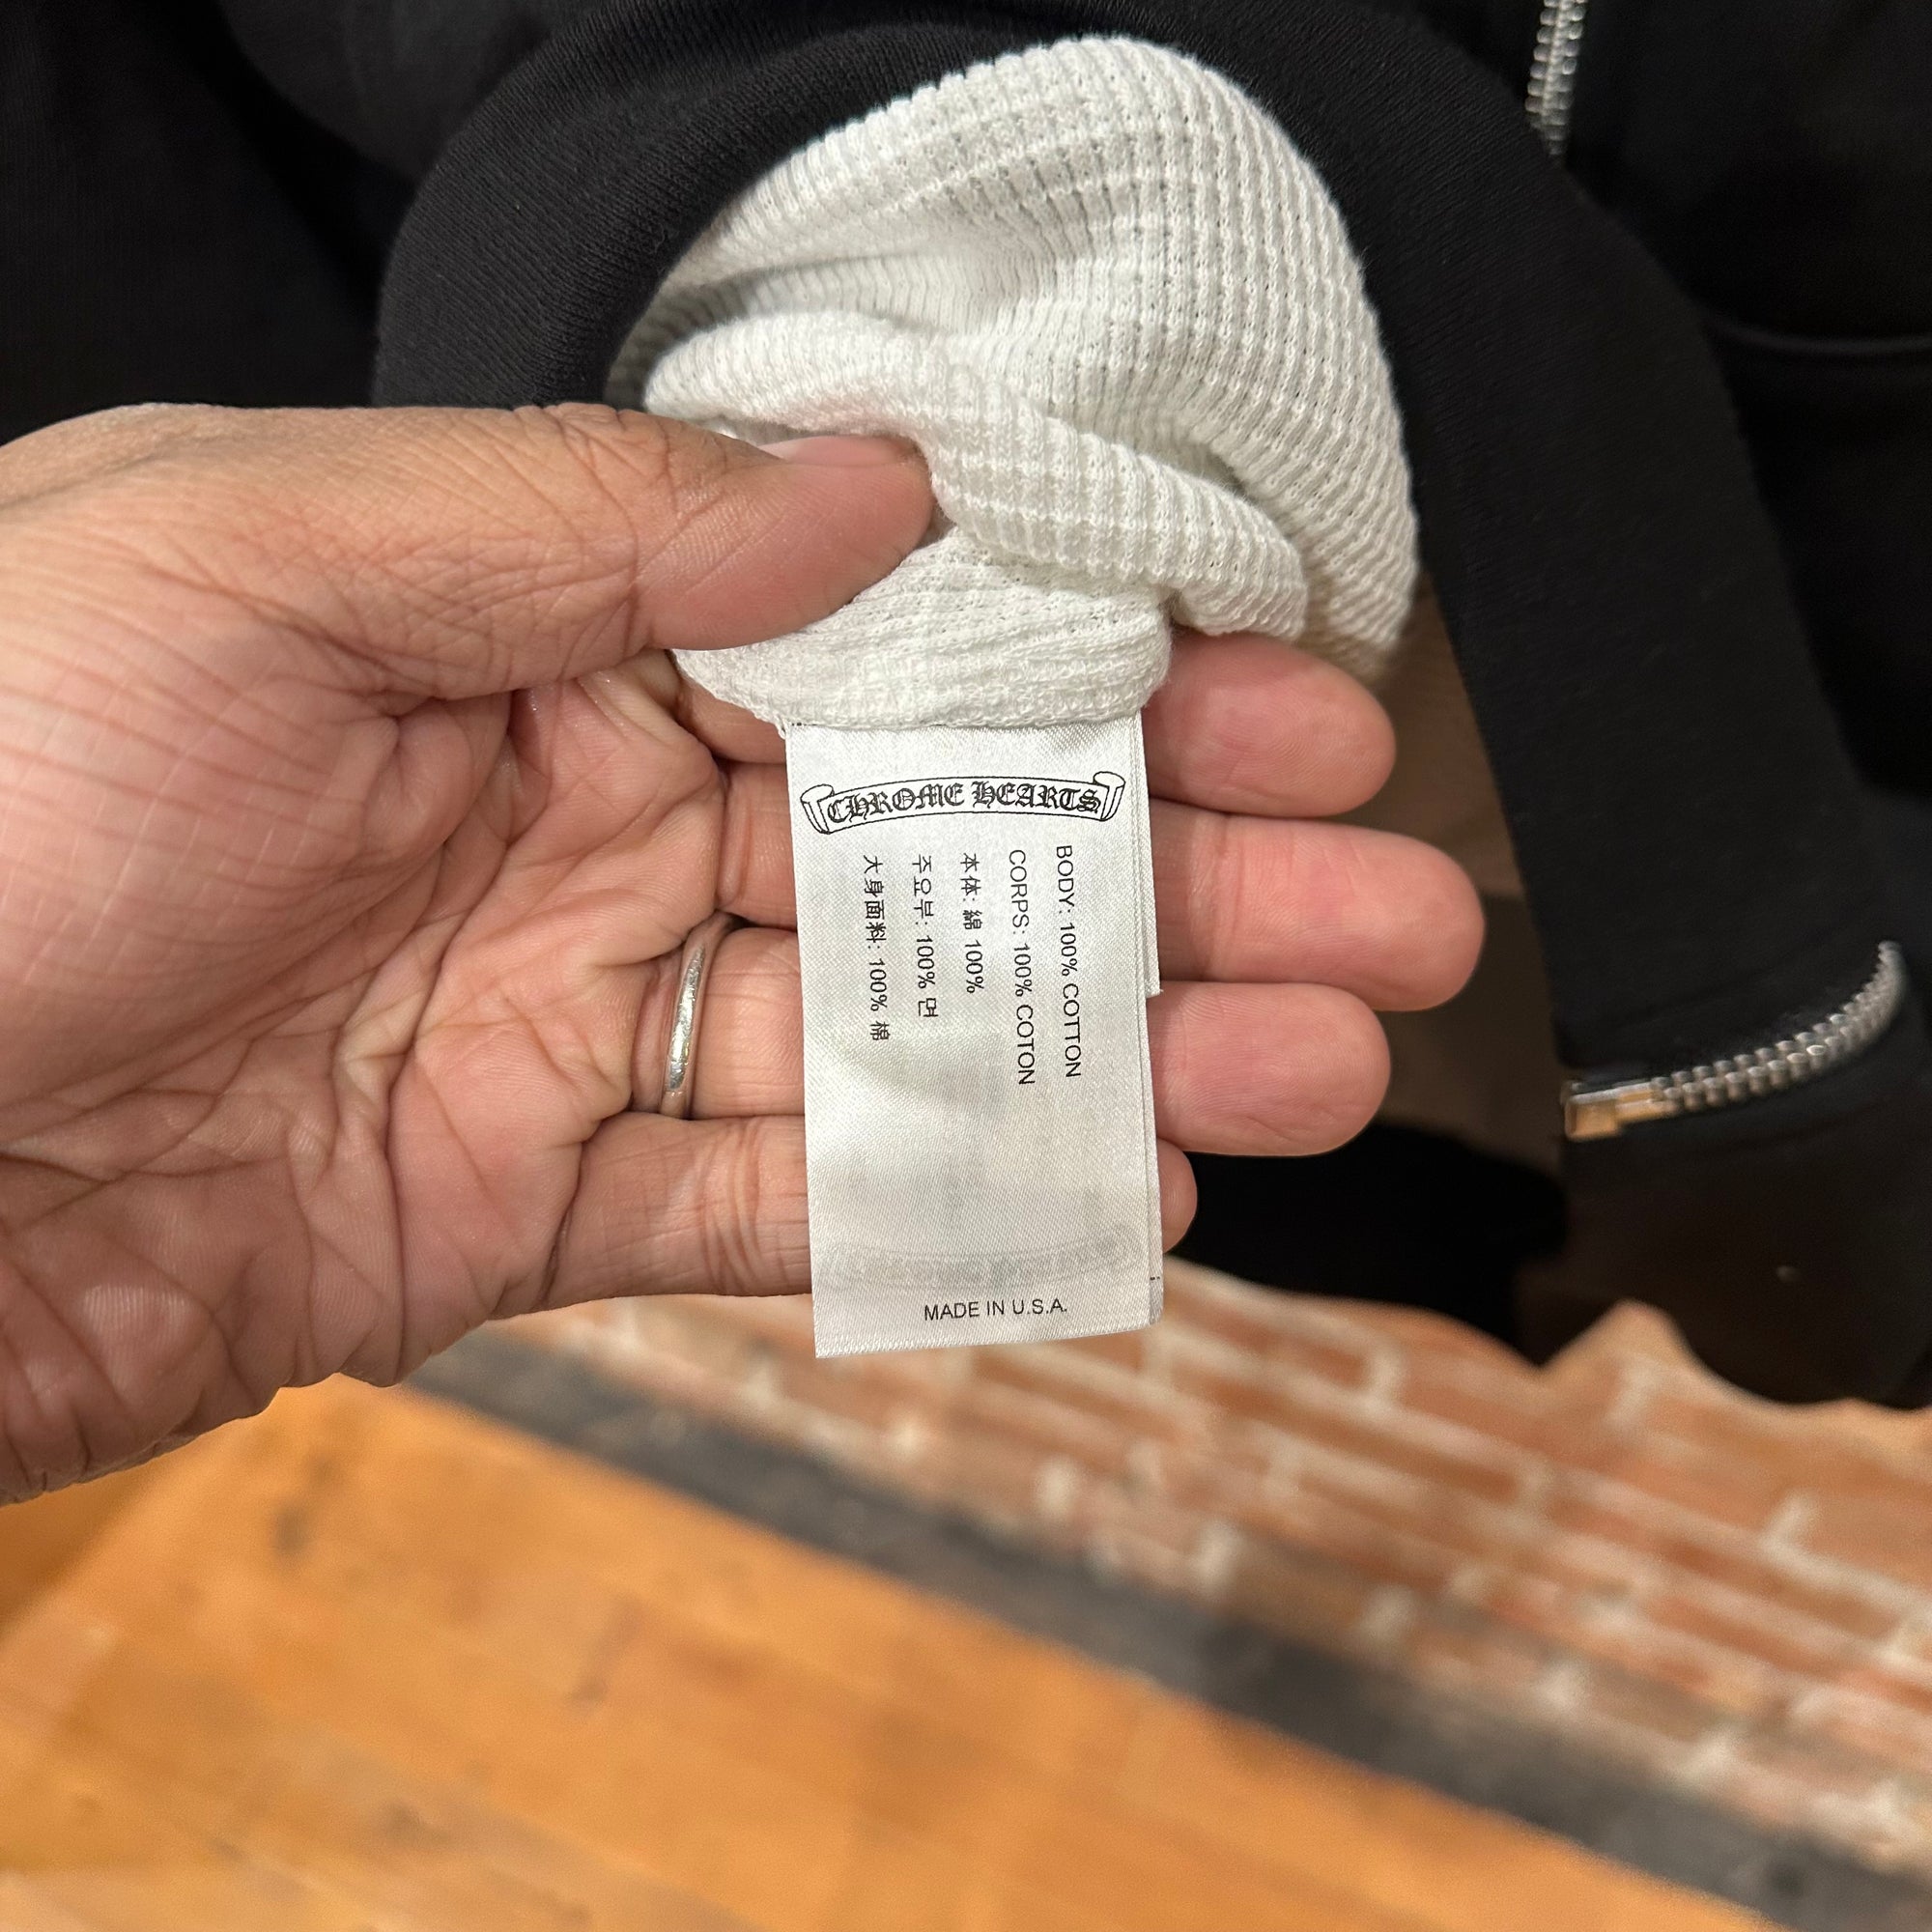 CHROME HEARTS
BODY: 100% COTTON
CORPS: 100% COTON
本体: 綿 100%
주요부: 100% 면
大身面料: 100% 棉
MADE IN U.S.A.